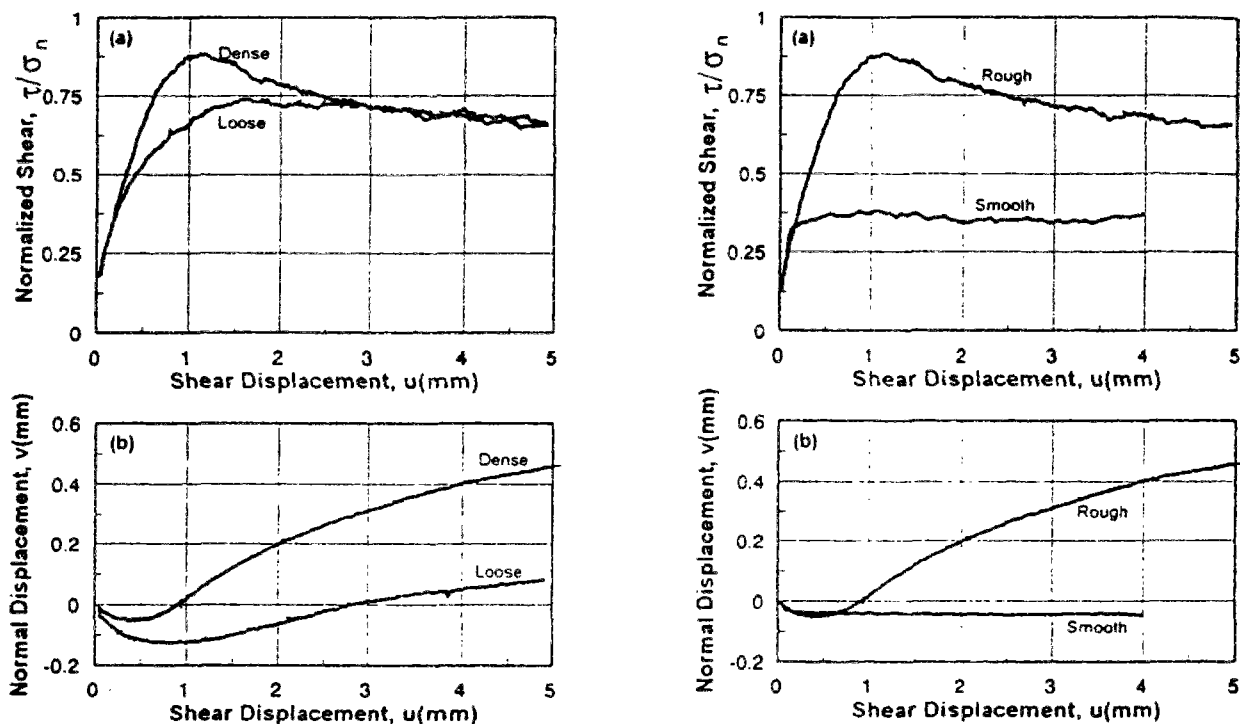 (a)
Dense
Loose
1
0.75
0.5
0.25
0
Normalized Shear, τ/σn
0 1 2 3 4 5
Shear Displacement, u(mm)
(b)
Dense
Loose
0.6
0.4
0.2
0
-0.2
Normal Displacement, v(mm)
0 1 2 3 4 5
Shear Displacement, u(mm)
(a)
Rough
Smooth
1
0.75
0.5
0.25
0
Normalized Shear, τ/σn
0 1 2 3 4 5
Shear Displacement, u(mm)
(b)
Rough
Smooth
0.6
0.4
0.2
0
-0.2
Normal Displacement, v(mm)
0 1 2 3 4 5
Shear Displacement, u(mm)